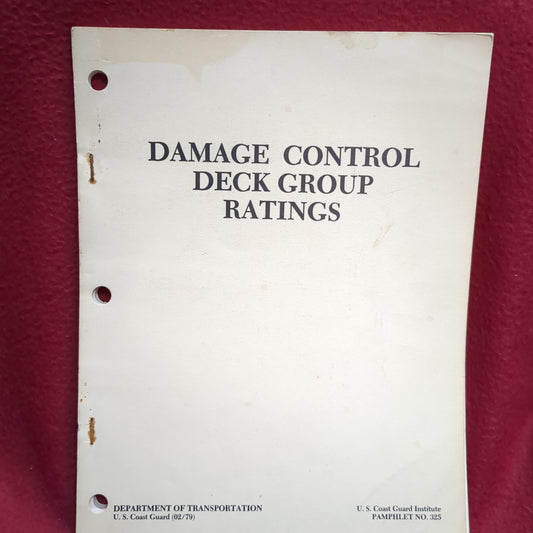 DAMAGE CONTROL
DECK GROUP
RATINGS
DEPARTMENT OF TRANSPORTATION
U. S. Coast Guard (02/79)
U. S. Coast Guard Institute
PAMPHLET NO. 325